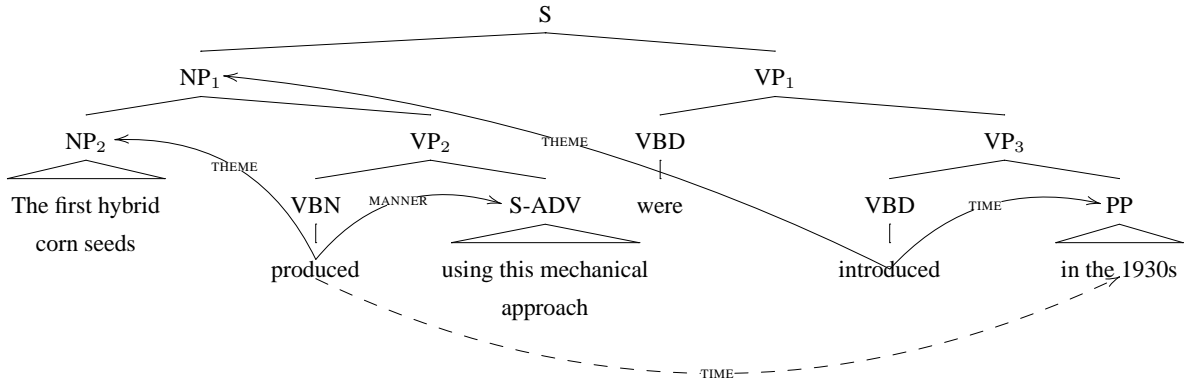 S
NP₁ VP₁
NP₂ VP₂ VBD THEME VP₃
THEME
The first hybrid VBN MANNER S-ADV were VBD TIME PP
corn seeds
produced using this mechanical introduced in the 1930s
approach
TIME